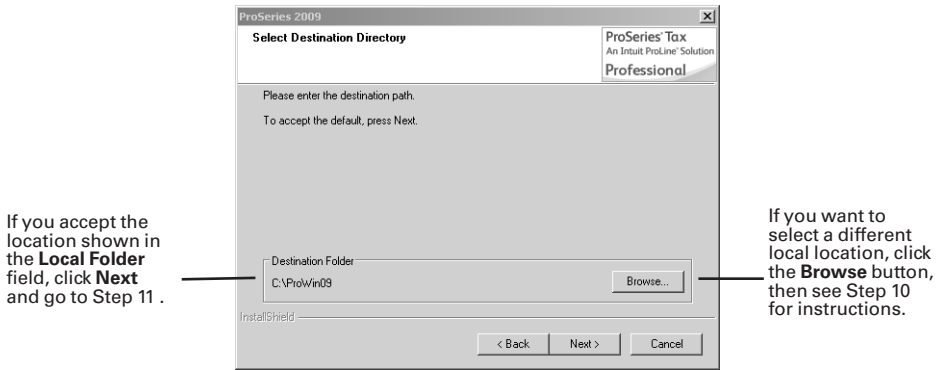 ProSeries 2009
Select Destination Directory
ProSeries® Tax
An Intuit ProLine® Solution
Professional
Please enter the destination path.
To accept the default, press Next.
If you accept the
location shown in
the Local Folder
field, click Next
and go to Step 11 .
Destination Folder
C:\ProWin09
Browse...
If you want to
select a different
local location, click
the Browse button,
then see Step 10
for instructions.
InstallShield
< Back
Next >
Cancel